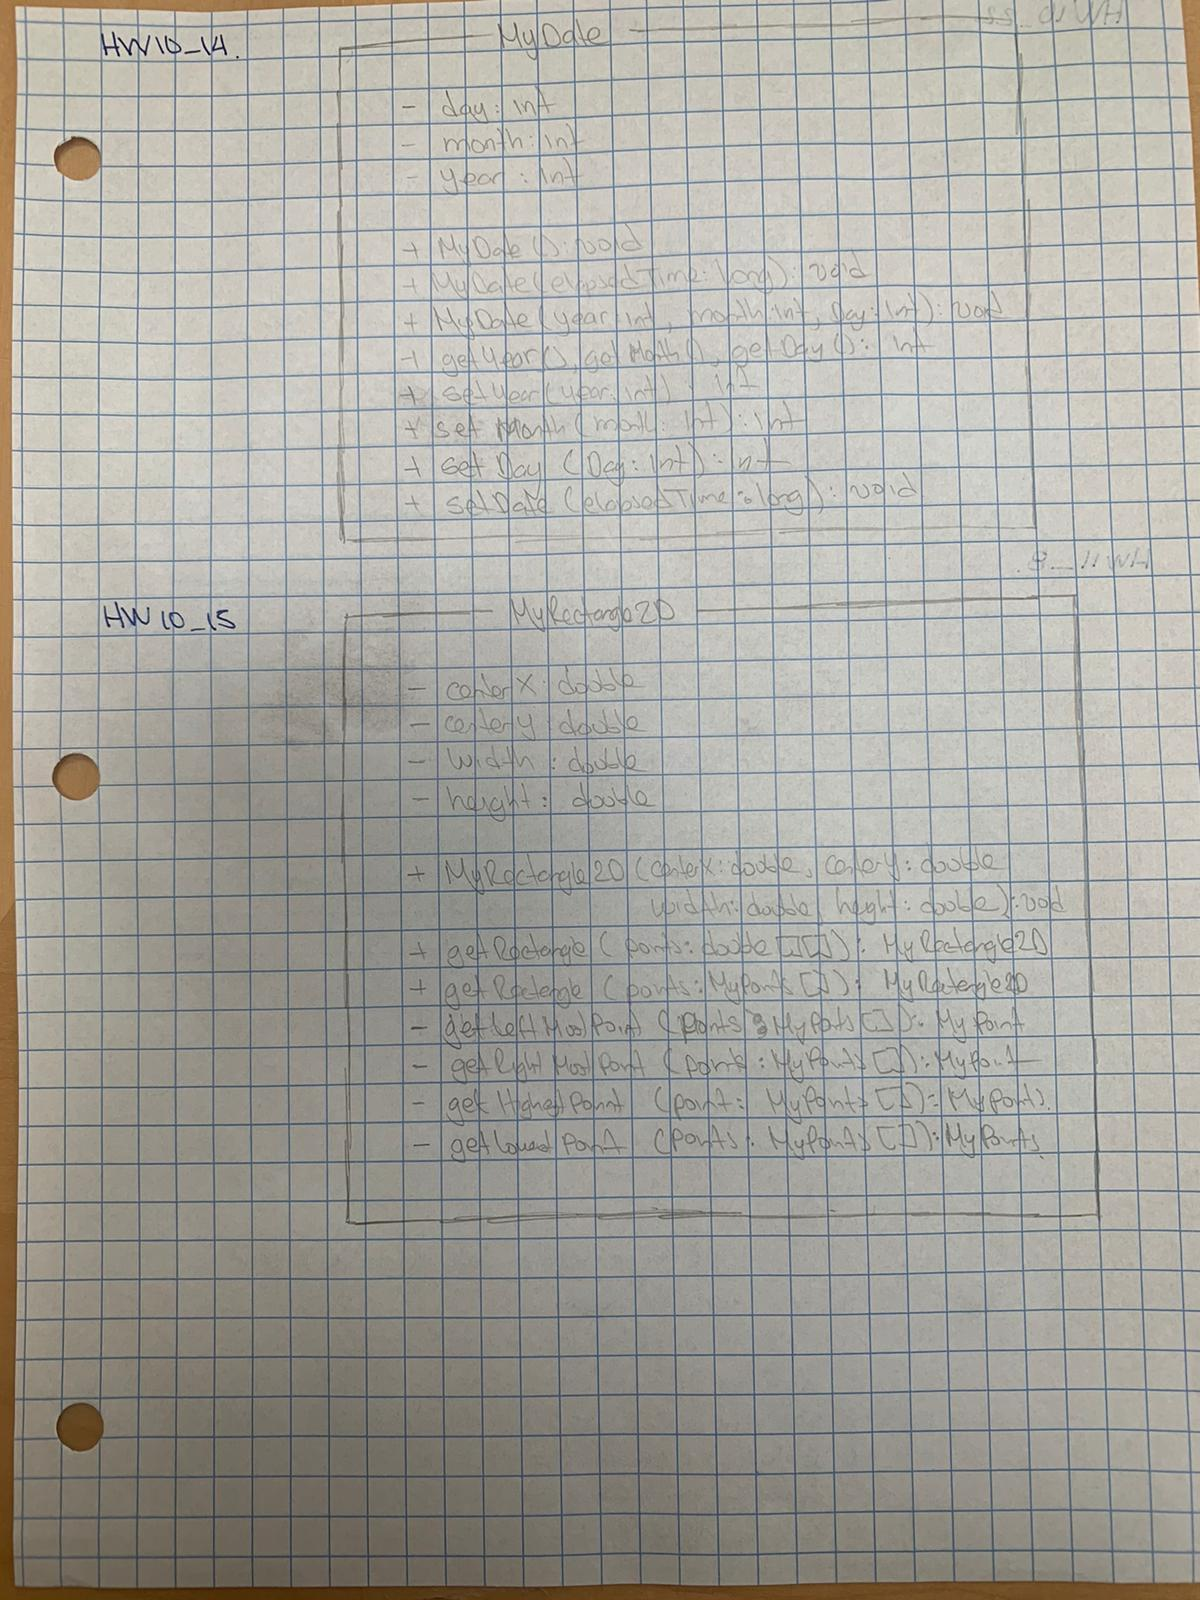 HW10_14.
MyDate
- day: int
- month: int
- year: int
+ MyDate(): void
+ MyDate(elapsedTime: long): void
+ MyDate(year: int, month: int, Day: int): void
+ getYear(), getMonth(), getDay(): int
+ setYear(year: int): int
+ set Month (month: int): int
+ set Day (Day: int): int
+ setDate (elapsedTime: long): void
HW10_15
MyRectangle2D
- centerX: double
- centery: double
- width: double
- height: double
+ MyRectangle2D (centerX: double, centery: double
width: double, height: double): void
+ getRectangle (points: double [][]): MyRectangle2D
+ getRectangle (points: MyPoints []): MyRectangle2D
- getLeftMostPoint (points: MyPoints[]): MyPoint
- getRightMostPoint (points: MyPoints []): MyPoint
- getHighestPoint (point: MyPoints []): MyPoints.
- getLowestPoint (points: MyPoints []): MyPoints